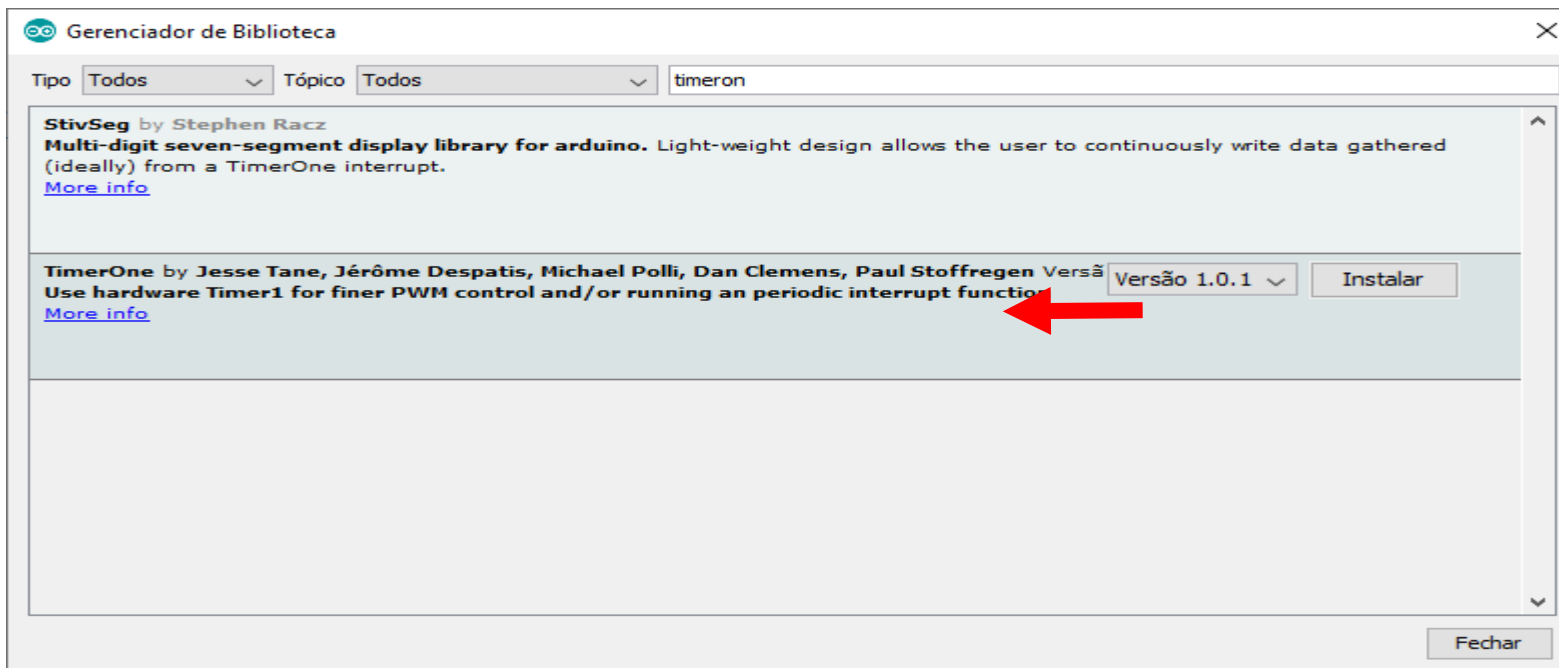 Gerenciador de Biblioteca
Tipo Todos Tópico Todos timeron
StivSeg by Stephen Racz
Multi-digit seven-segment display library for arduino. Light-weight design allows the user to continuously write data gathered
(ideally) from a TimerOne interrupt.
More info
TimerOne by Jesse Tane, Jérôme Despatis, Michael Polli, Dan Clemens, Paul Stoffregen Versã Versão 1.0.1 Instalar
Use hardware Timer1 for finer PWM control and/or running an periodic interrupt function
More info
Fechar